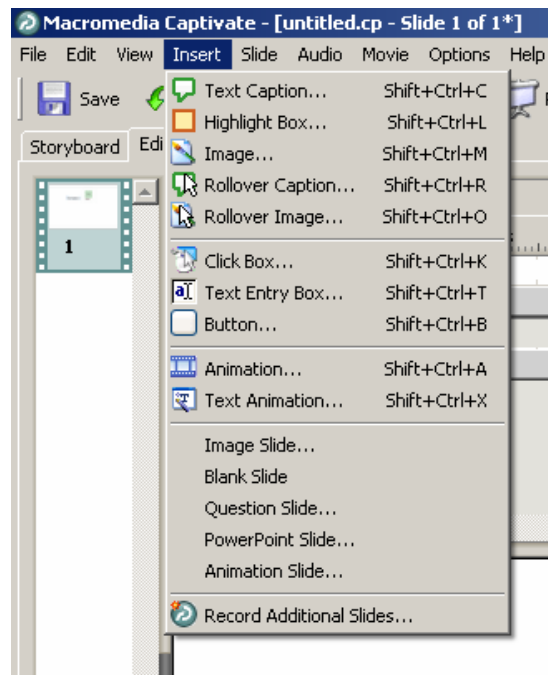 Macromedia Captivate - [untitled.cp - Slide 1 of 1*]
File Edit View Insert Slide Audio Movie Options Help
Save
Storyboard Edi
1
Text Caption... Shift+Ctrl+C
Highlight Box... Shift+Ctrl+L
Image... Shift+Ctrl+M
Rollover Caption... Shift+Ctrl+R
Rollover Image... Shift+Ctrl+O
Click Box... Shift+Ctrl+K
Text Entry Box... Shift+Ctrl+T
Button... Shift+Ctrl+B
Animation... Shift+Ctrl+A
Text Animation... Shift+Ctrl+X
Image Slide...
Blank Slide
Question Slide...
PowerPoint Slide...
Animation Slide...
Record Additional Slides...